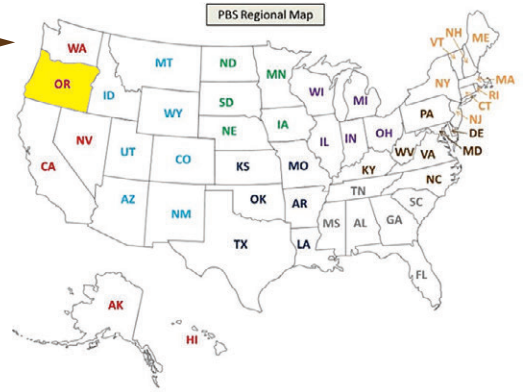 PBS Regional Map
WA
OR
CA
NV
AK
HI
MT
ID
WY
UT
CO
AZ
NM
ND
SD
NE
MN
IA
KS
OK
TX
MO
AR
LA
WI
MI
IL
IN
OH
KY
WV
VA
NC
PA
DE
MD
TN
MS
AL
GA
SC
FL
NH
VT
ME
NY
MA
RI
CT
NJ